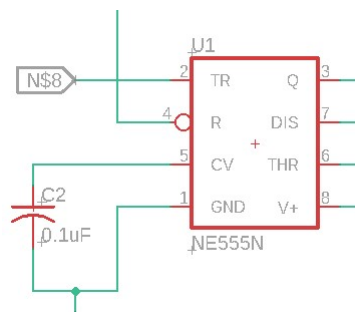 U1
N$8
2 TR Q 3
4 R DIS 7
5 CV THR 6
1 GND V+ 8
C2
0.1uF
NE555N